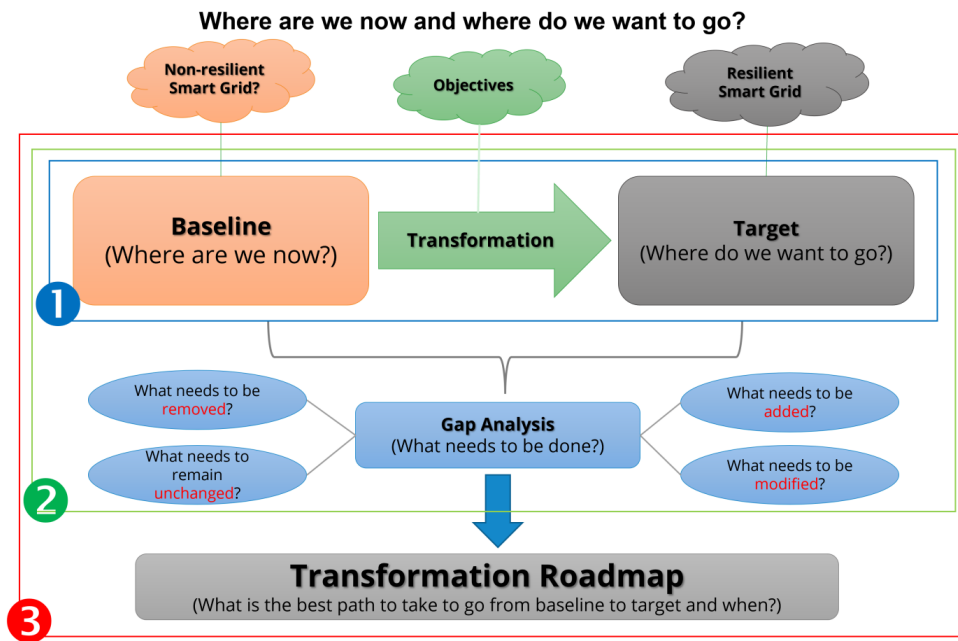 Where are we now and where do we want to go?
Non-resilient
Smart Grid?
Objectives
Resilient
Smart Grid
Baseline
(Where are we now?)
Transformation
Target
(Where do we want to go?)
1
What needs to be
removed?
What needs to
remain
unchanged?
Gap Analysis
(What needs to be done?)
What needs to be
added?
What needs to be
modified?
2
Transformation Roadmap
(What is the best path to take to go from baseline to target and when?)
3